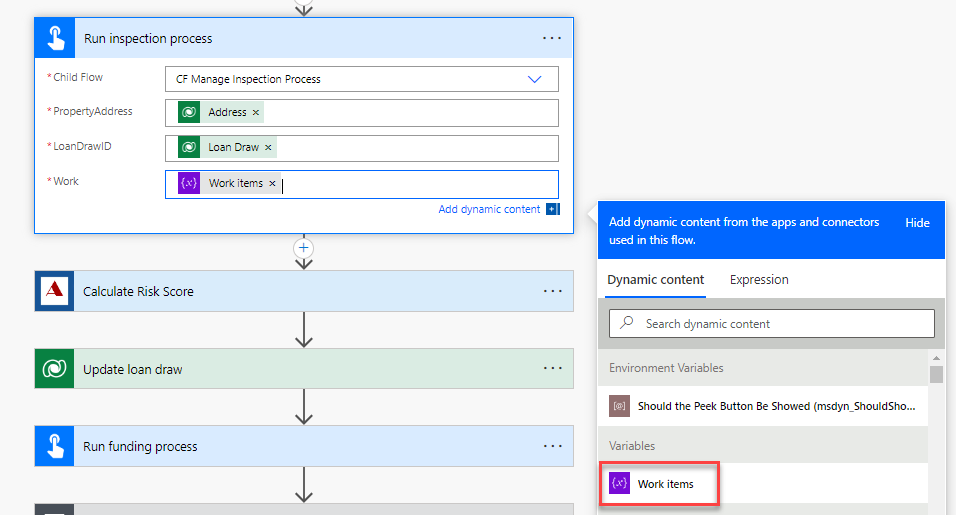 Run inspection process
* Child Flow
CF Manage Inspection Process
* PropertyAddress
Address ×
* LoanDrawID
Loan Draw ×
* Work
{x} Work items ×
Add dynamic content
Calculate Risk Score
Update loan draw
Run funding process
Add dynamic content from the apps and connectors
used in this flow.
Hide
Dynamic content
Expression
Search dynamic content
Environment Variables
[@] Should the Peek Button Be Showed (msdyn_ShouldSho...
Variables
{x} Work items